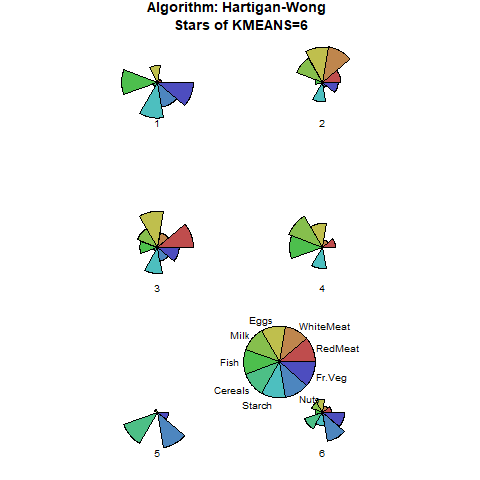 Algorithm: Hartigan-Wong
Stars of KMEANS=6
1
2
3
4
Eggs
WhiteMeat
Milk
RedMeat
Fish
Fr.Veg
Cereals
Nuts
Starch
5
6